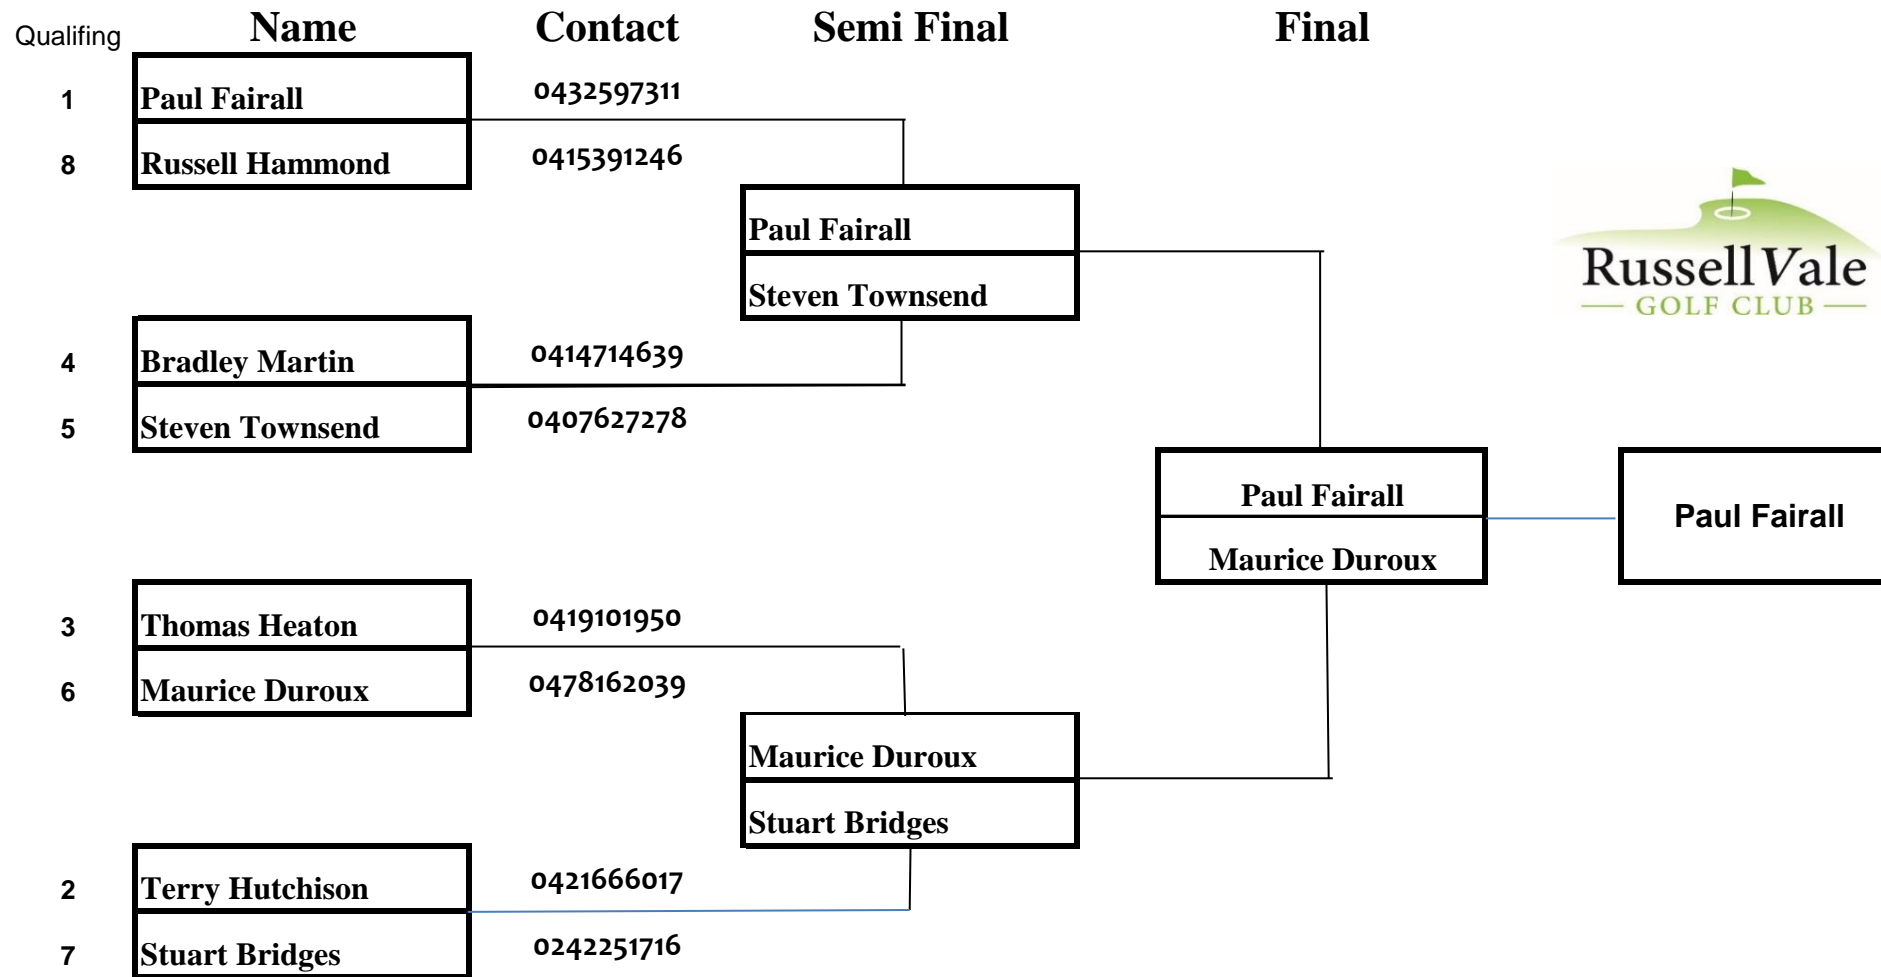 Qualifing Name Contact Semi Final Final
1 Paul Fairall 0432597311
8 Russell Hammond 0415391246
Paul Fairall
Steven Townsend
Russell Vale
GOLF CLUB
4 Bradley Martin 0414714639
5 Steven Townsend 0407627278
Paul Fairall
Maurice Duroux
Paul Fairall
3 Thomas Heaton 0419101950
6 Maurice Duroux 0478162039
Maurice Duroux
Stuart Bridges
2 Terry Hutchison 0421666017
7 Stuart Bridges 0242251716